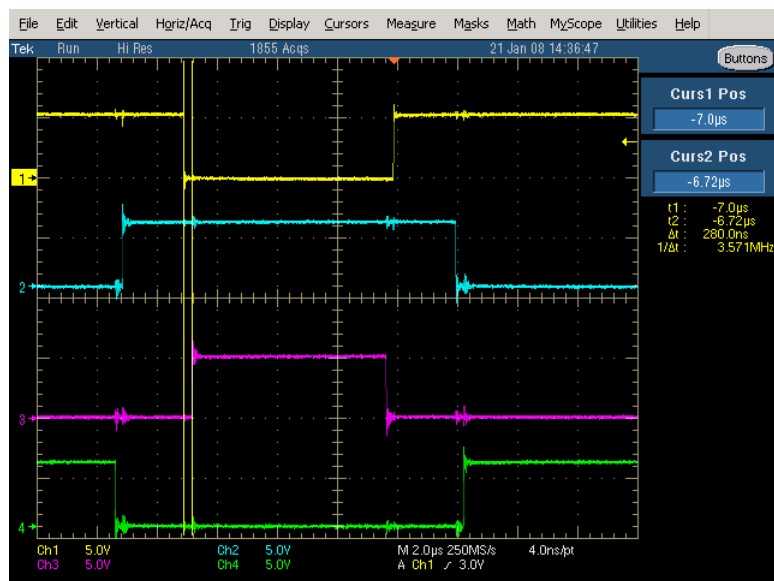 File Edit Vertical Horiz/Acq Trig Display Cursors Measure Masks Math MyScope Utilities Help
Tek Run Hi Res 1855 Acqs 21 Jan 08 14:36:47
Buttons
Curs1 Pos
-7.0µs
Curs2 Pos
-6.72µs
t1 : -7.0µs
t2 : -6.72µs
Δt : 280.0ns
1/Δt : 3.571MHz
1
2
3
4
Ch1 5.0V Ch2 5.0V M 2.0µs 250MS/s 4.0ns/pt
Ch3 5.0V Ch4 5.0V A Ch1 ⁄ 3.0V